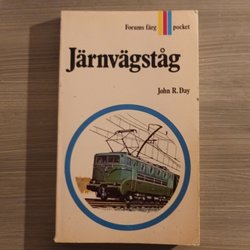 Forums färg pocket
Järnvägståg
John R. Day